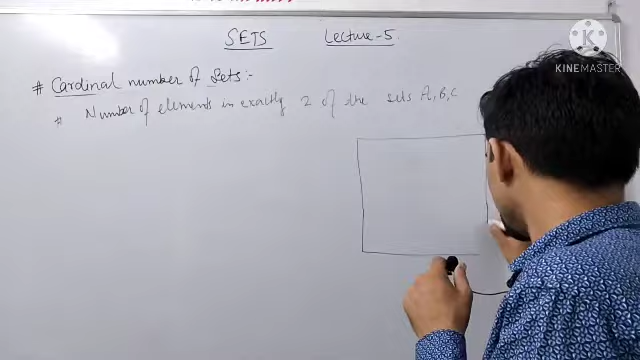 SETS Lecture-5.
# Cardinal number of Sets:-
* Number of elements in exactly 2 of the sets A, B, C
K
KINEMASTER